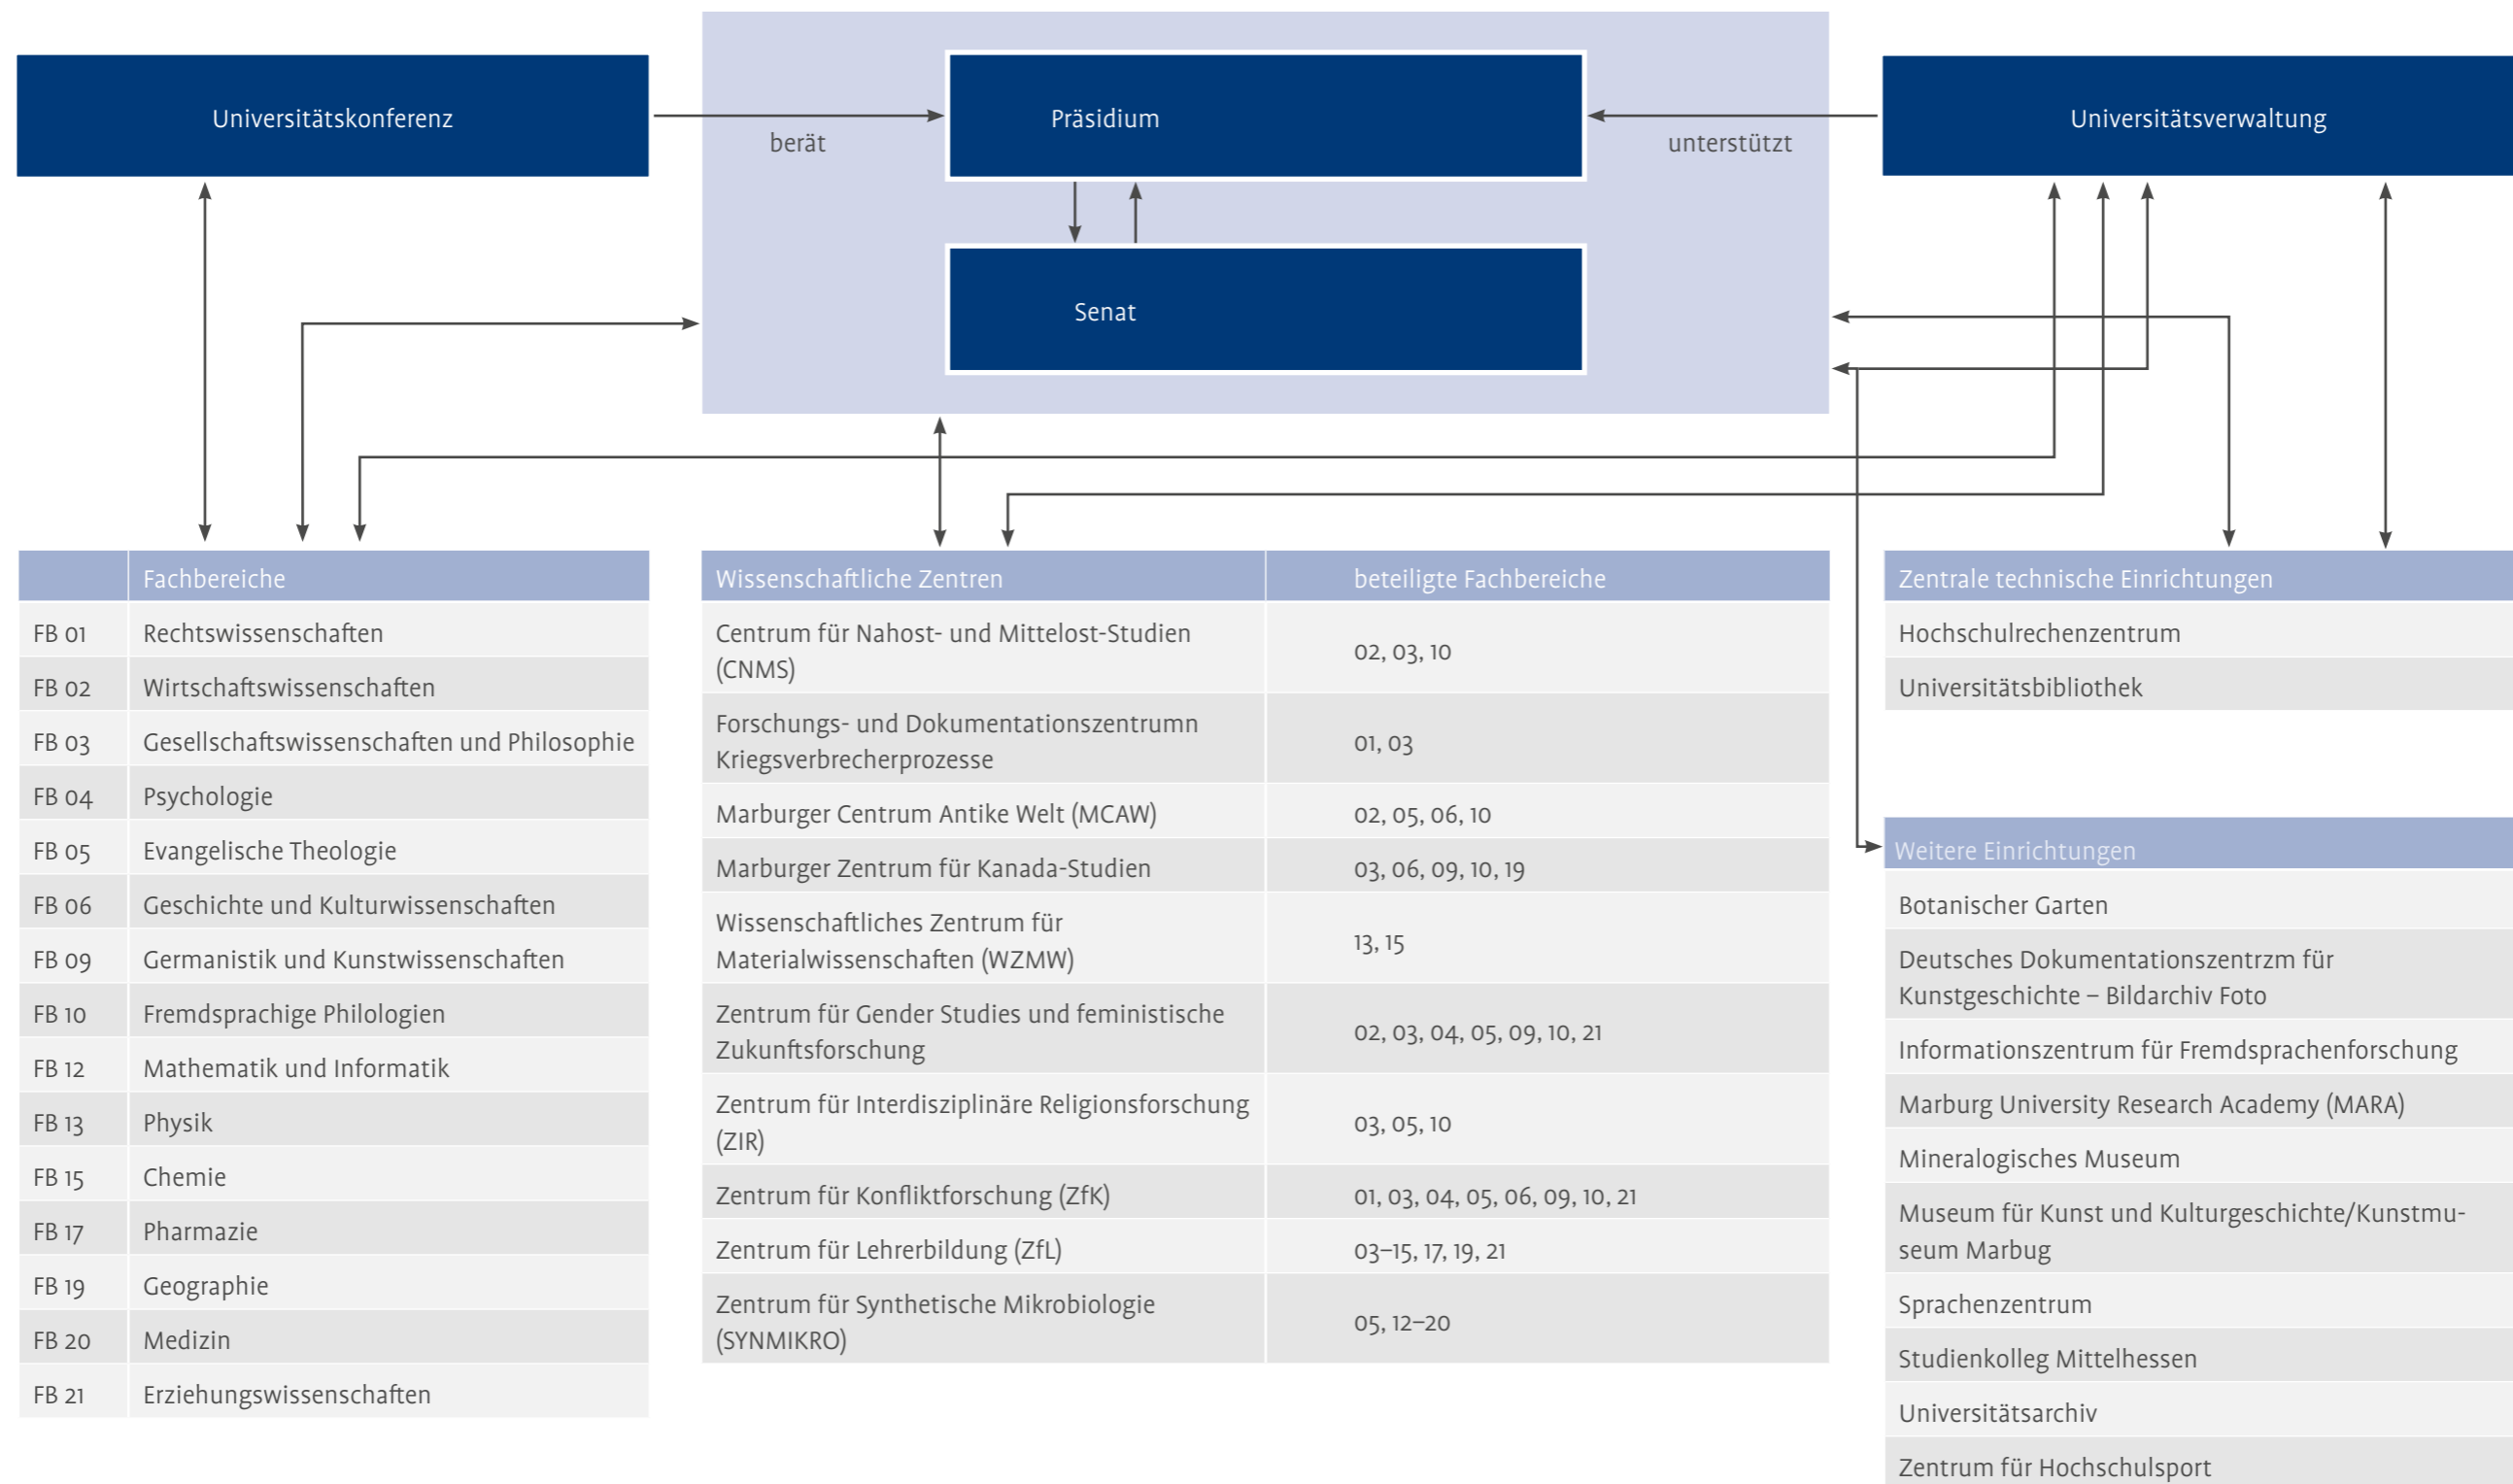 Universitätskonferenz
berät
Präsidium
unterstützt
Universitätsverwaltung
Senat
Fachbereiche
FB 01 Rechtswissenschaften
FB 02 Wirtschaftswissenschaften
FB 03 Gesellschaftswissenschaften und Philosophie
FB 04 Psychologie
FB 05 Evangelische Theologie
FB 06 Geschichte und Kulturwissenschaften
FB 09 Germanistik und Kunstwissenschaften
FB 10 Fremdsprachige Philologien
FB 12 Mathematik und Informatik
FB 13 Physik
FB 15 Chemie
FB 17 Pharmazie
FB 19 Geographie
FB 20 Medizin
FB 21 Erziehungswissenschaften
Wissenschaftliche Zentren beteiligte Fachbereiche
Centrum für Nahost- und Mittelost-Studien
(CNMS)
02, 03, 10
Forschungs- und Dokumentationszentrumn
Kriegsverbrecherprozesse
01, 03
Marburger Centrum Antike Welt (MCAW) 02, 05, 06, 10
Marburger Zentrum für Kanada-Studien 03, 06, 09, 10, 19
Wissenschaftliches Zentrum für
Materialwissenschaften (WZMW)
13, 15
Zentrum für Gender Studies und feministische
Zukunftsforschung
02, 03, 04, 05, 09, 10, 21
Zentrum für Interdisziplinäre Religionsforschung
(ZIR)
03, 05, 10
Zentrum für Konfliktforschung (ZfK) 01, 03, 04, 05, 06, 09, 10, 21
Zentrum für Lehrerbildung (ZfL) 03–15, 17, 19, 21
Zentrum für Synthetische Mikrobiologie
(SYNMIKRO)
05, 12–20
Zentrale technische Einrichtungen
Hochschulrechenzentrum
Universitätsbibliothek
Weitere Einrichtungen
Botanischer Garten
Deutsches Dokumentationszentrzm für
Kunstgeschichte – Bildarchiv Foto
Informationszentrum für Fremdsprachenforschung
Marburg University Research Academy (MARA)
Mineralogisches Museum
Museum für Kunst und Kulturgeschichte/Kunstmu-
seum Marbug
Sprachenzentrum
Studienkolleg Mittelhessen
Universitätsarchiv
Zentrum für Hochschulsport